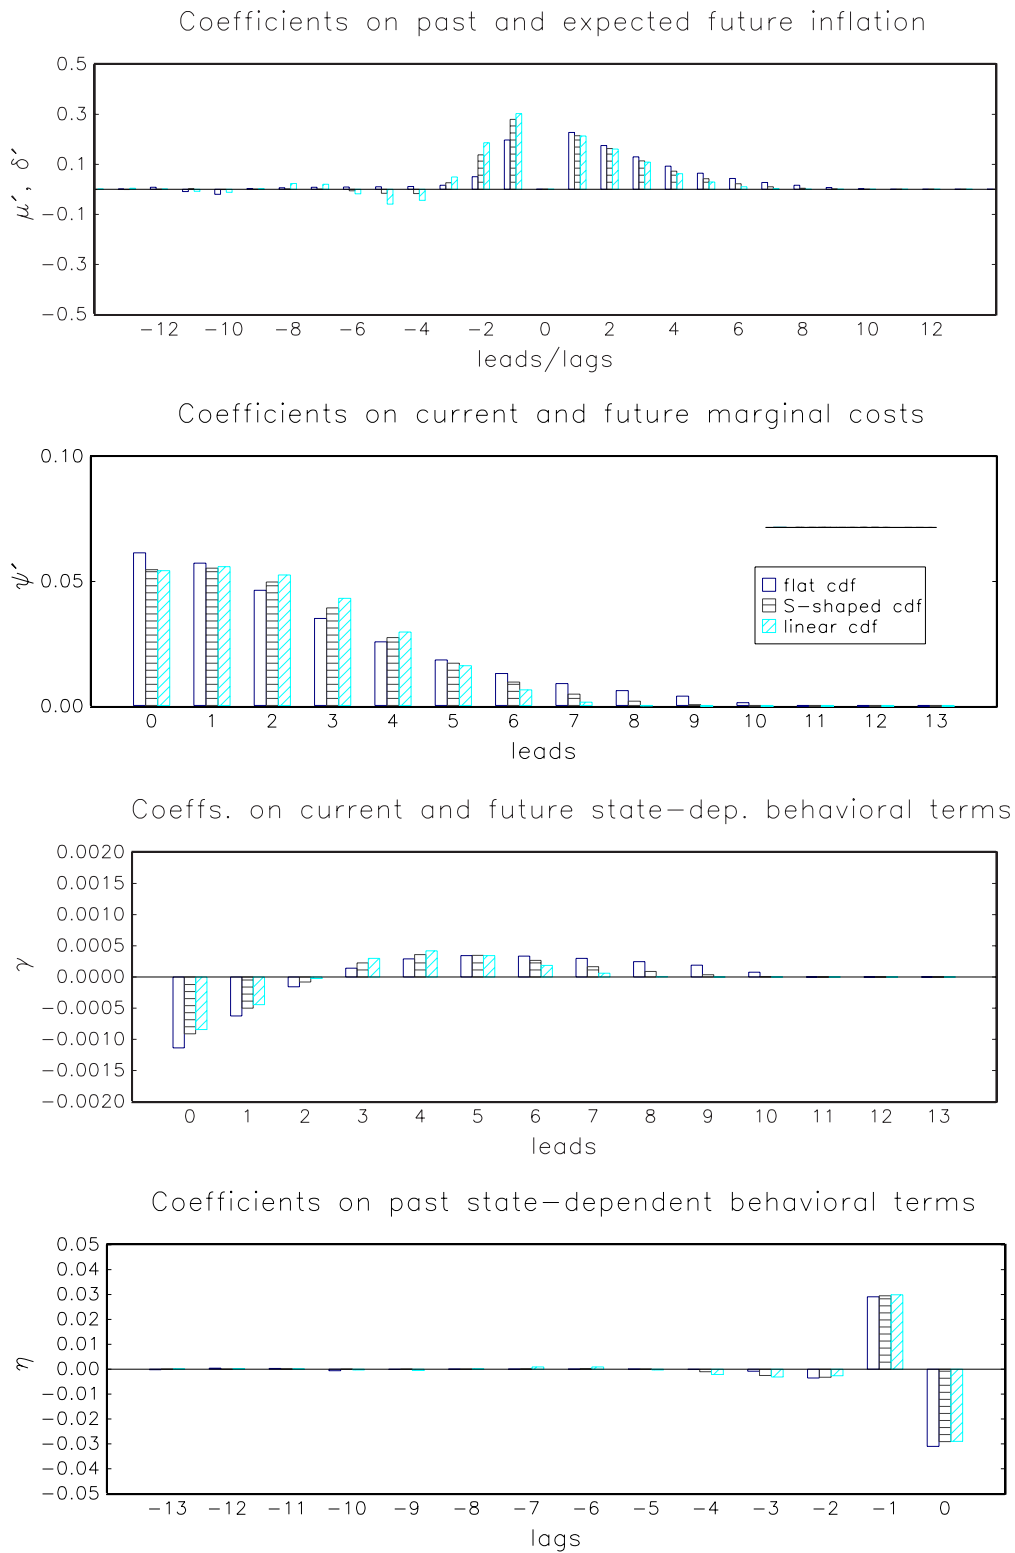 Coefficients on past and expected future inflation
0.5
0.3
0.1
−0.1
−0.3
−0.5
μ′, δ′
−12 −10 −8 −6 −4 −2 0 2 4 6 8 10 12
leads/lags
Coefficients on current and future marginal costs
0.10
0.05
0.00
ψ′
flat cdf
S−shaped cdf
linear cdf
0 1 2 3 4 5 6 7 8 9 10 11 12 13
leads
Coeffs. on current and future state−dep. behavioral terms
0.0020
0.0015
0.0010
0.0005
0.0000
−0.0005
−0.0010
−0.0015
−0.0020
γ
0 1 2 3 4 5 6 7 8 9 10 11 12 13
leads
Coefficients on past state−dependent behavioral terms
0.05
0.04
0.03
0.02
0.01
0.00
−0.01
−0.02
−0.03
−0.04
−0.05
η
−13 −12 −11 −10 −9 −8 −7 −6 −5 −4 −3 −2 −1 0
lags